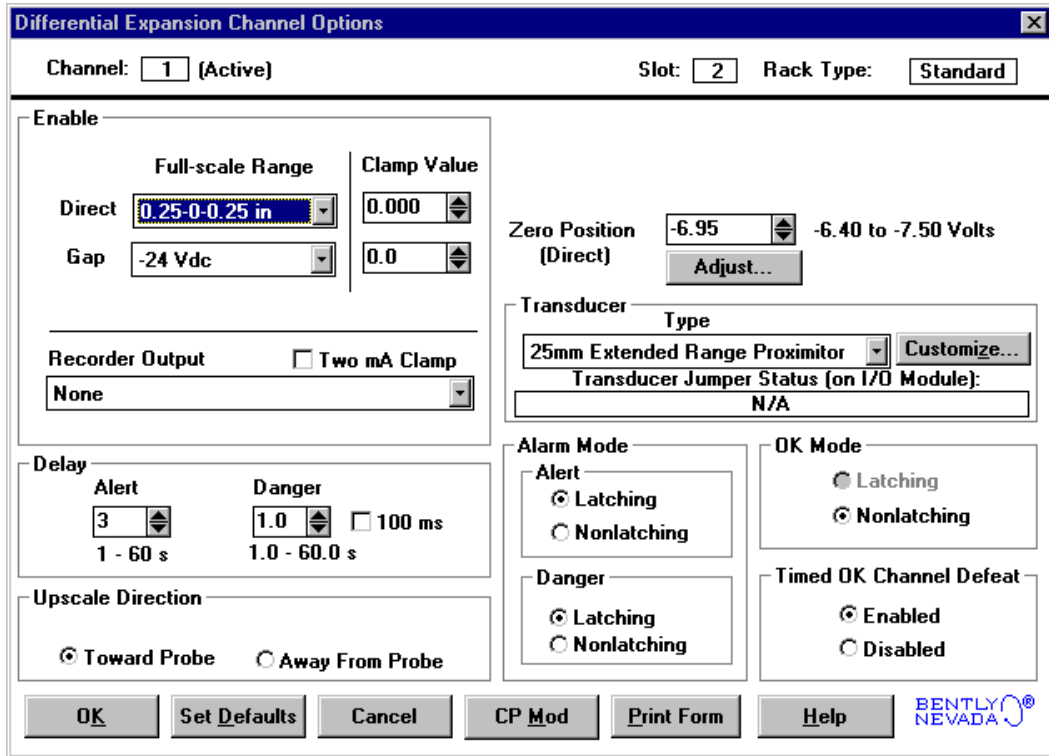 Differential Expansion Channel Options
Channel: 1 (Active) Slot: 2 Rack Type: Standard
Enable
Full-scale Range Clamp Value
Direct 0.25-0-0.25 in 0.000
Gap -24 Vdc 0.0
Recorder Output Two mA Clamp
None
Zero Position (Direct) -6.95 -6.40 to -7.50 Volts
Adjust...
Transducer
Type
25mm Extended Range Proximitor Customize...
Transducer Jumper Status (on I/O Module):
N/A
Delay
Alert Danger
3 1.0 100 ms
1 - 60 s 1.0 - 60.0 s
Upscale Direction
Toward Probe Away From Probe
Alarm Mode
Alert
Latching
Nonlatching
Danger
Latching
Nonlatching
OK Mode
Latching
Nonlatching
Timed OK Channel Defeat
Enabled
Disabled
OK Set Defaults Cancel CP Mod Print Form Help
BENTLY ®
NEVADA